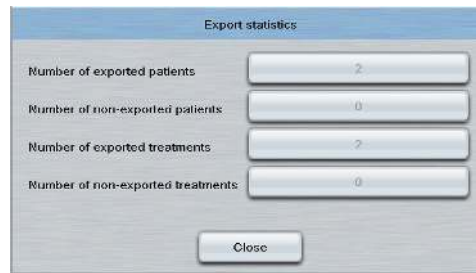 Export statistics
Number of exported patients 2
Number of non-exported patients 0
Number of exported treatments 2
Number of non-exported treatments 0
Close